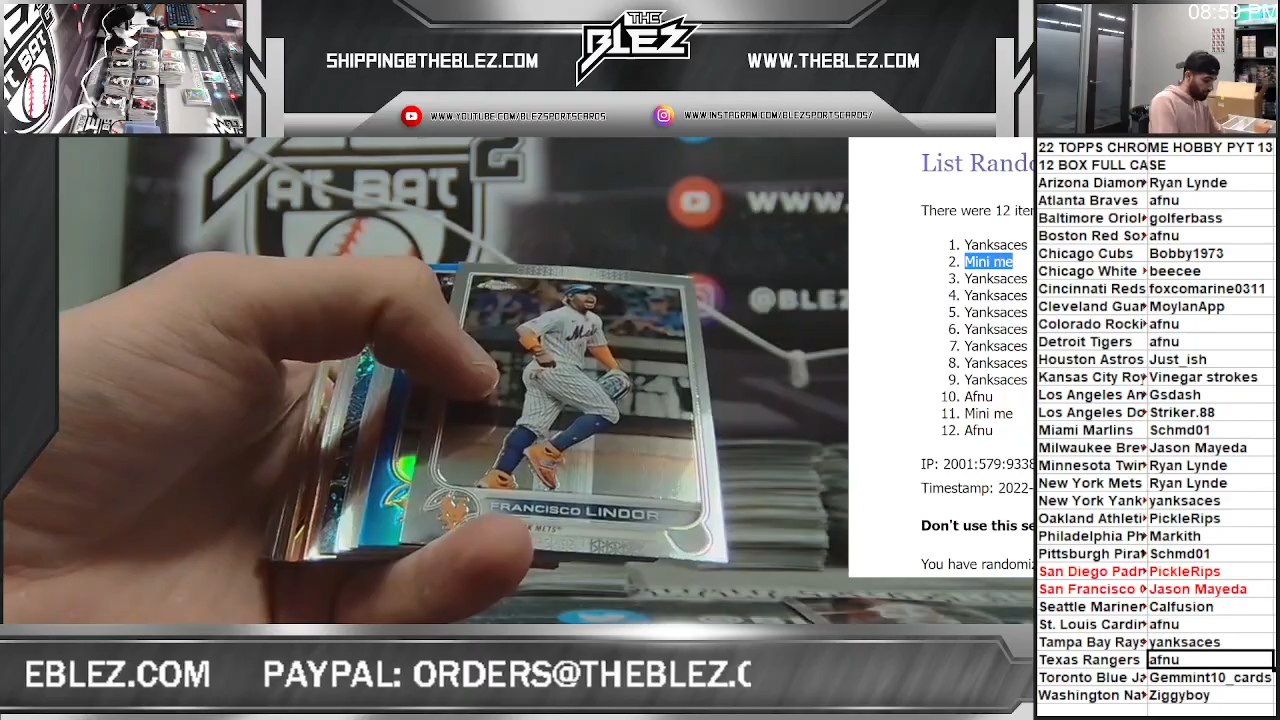 08:59 PM
THE
BLEZ
SHIPPING@THEBLEZ.COM
WWW.THEBLEZ.COM
WWW.YOUTUBE.COM/BLEZSPORTSCARDS
WWW.INSTAGRAM.COM/BLEZSPORTSCARDS/
AT BAT
WWW.
@BLEZ
Mets
FRANCISCO LINDOR
METS
List Rando
There were 12 iter
1. Yanksaces
2. Mini me
3. Yanksaces
4. Yanksaces
5. Yanksaces
6. Yanksaces
7. Yanksaces
8. Yanksaces
9. Yanksaces
10. Afnu
11. Mini me
12. Afnu
IP: 2001:579:9338
Timestamp: 2022-
Don't use this se
You have randomiz
22 TOPPS CHROME HOBBY PYT 13
12 BOX FULL CASE
Arizona Diamon Ryan Lynde
Atlanta Braves afnu
Baltimore Oriol golferbass
Boston Red So afnu
Chicago Cubs Bobby1973
Chicago White beecee
Cincinnati Reds foxcomarine0311
Cleveland Guar MoylanApp
Colorado Rocki afnu
Detroit Tigers afnu
Houston Astros Just_ish
Kansas City Ro Vinegar strokes
Los Angeles An Gsdash
Los Angeles Do Striker.88
Miami Marlins Schmd01
Milwaukee Bre Jason Mayeda
Minnesota Twin Ryan Lynde
New York Mets Ryan Lynde
New York Yank yanksaces
Oakland Athleti PickleRips
Philadelphia Ph Markith
Pittsburgh Pira Schmd01
San Diego Padr PickleRips
San Francisco Jason Mayeda
Seattle Mariner Calfusion
St. Louis Cardin afnu
Tampa Bay Ray yanksaces
Texas Rangers afnu
Toronto Blue Ja Gemmint10_cards
Washington Na Ziggyboy
EBLEZ.COM PAYPAL: ORDERS@THEBLEZ.C